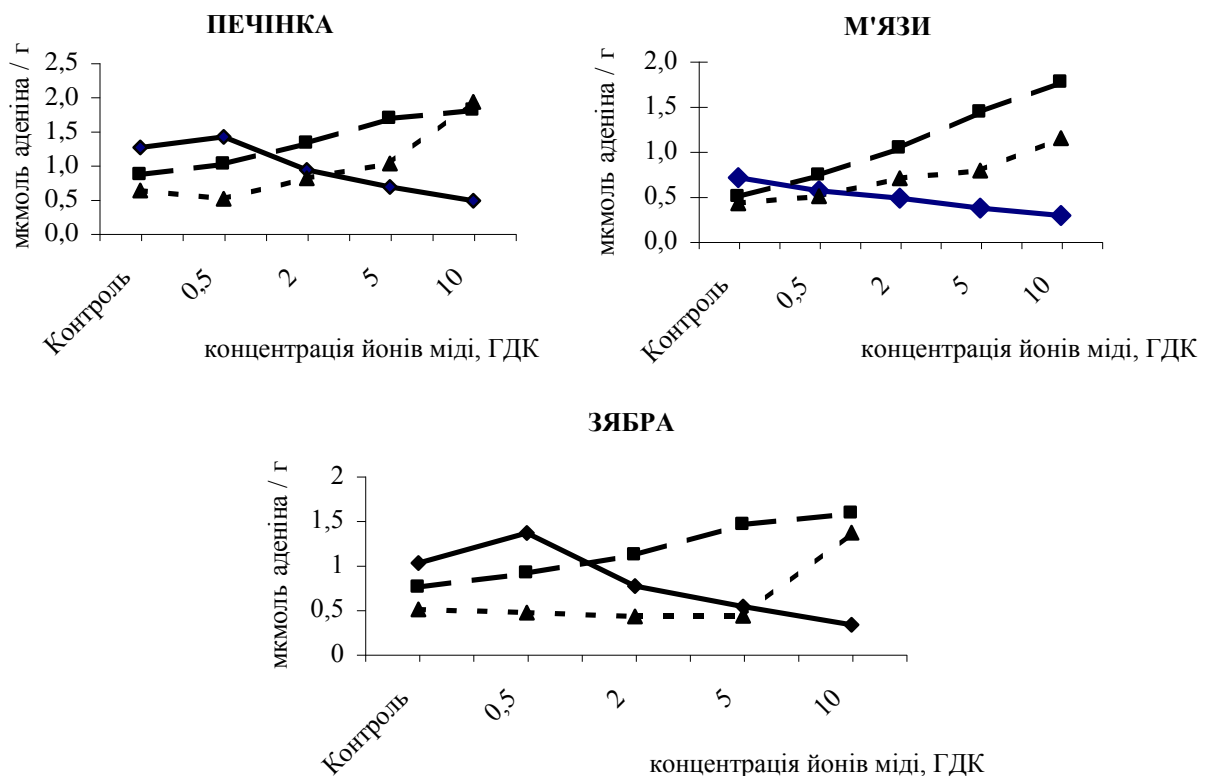 ПЕЧІНКА
мкмоль аденіна / г
2,5
2,0
1,5
1,0
0,5
0,0
Контроль
0,5
2
5
10
концентрація йонів міді, ГДК
М'ЯЗИ
мкмоль аденіна / г
2,0
1,5
1,0
0,5
0,0
Контроль
0,5
2
5
10
концентрація йонів міді, ГДК
ЗЯБРА
мкмоль аденіна / г
2
1,5
1
0,5
0
Контроль
0,5
2
5
10
концентрація йонів міді, ГДК